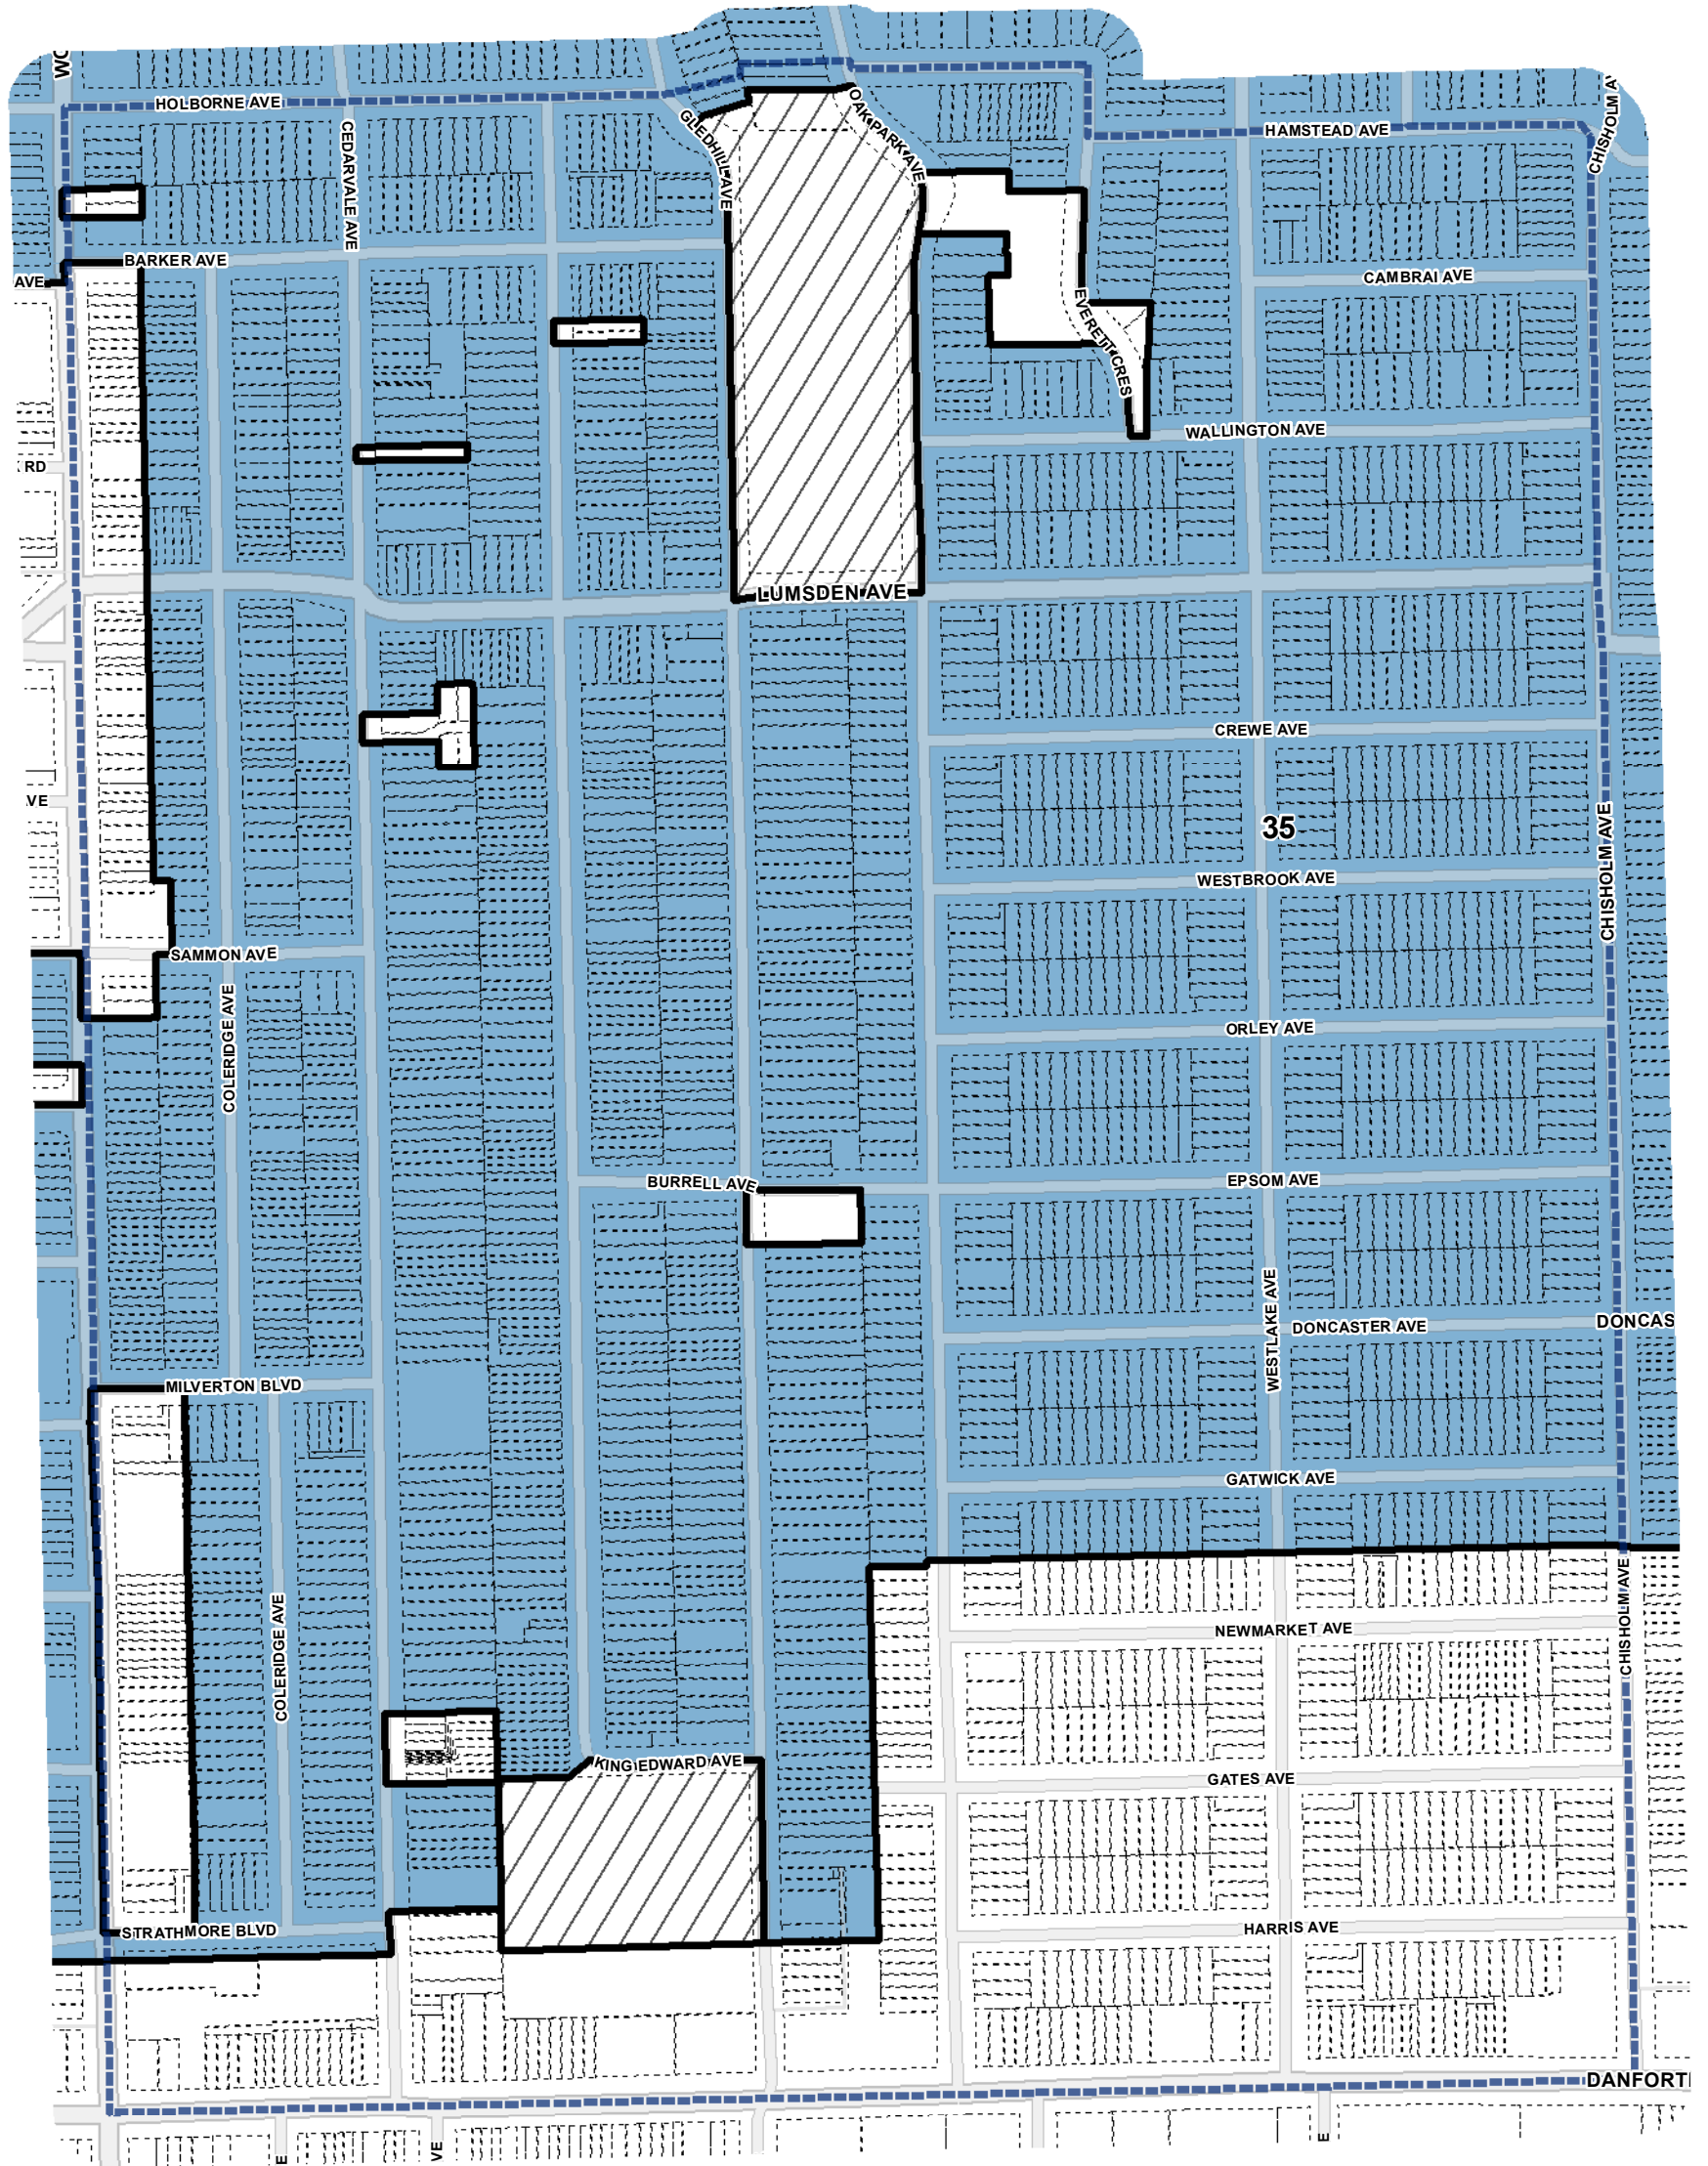 WO
HOLBORNE AVE
CEDARVALE AVE
GLEDHILL AVE
OAK PARK AVE
HAMSTEAD AVE
CHISHOLM A
BARKER AVE
AVE
CAMBRAI AVE
EVERETT CRES
WALLINGTON AVE
RD
LUMSDEN AVE
CREWE AVE
VE
35
CHISHOLM AVE
WESTBROOK AVE
SAMMON AVE
COLERIDGE AVE
ORLEY AVE
BURRELL AVE
EPSOM AVE
WESTLAKE AVE
DONCASTER AVE
DONCAS
MILVERTON BLVD
GATWICK AVE
COLERIDGE AVE
CHISHOLM AVE
NEWMARKET AVE
KING EDWARD AVE
GATES AVE
STRATHMORE BLVD
HARRIS AVE
DANFORT
E
VE
E